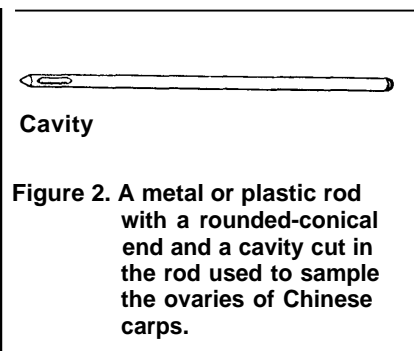 Cavity
Figure 2. A metal or plastic rod
with a rounded-conical
end and a cavity cut in
the rod used to sample
the ovaries of Chinese
carps.